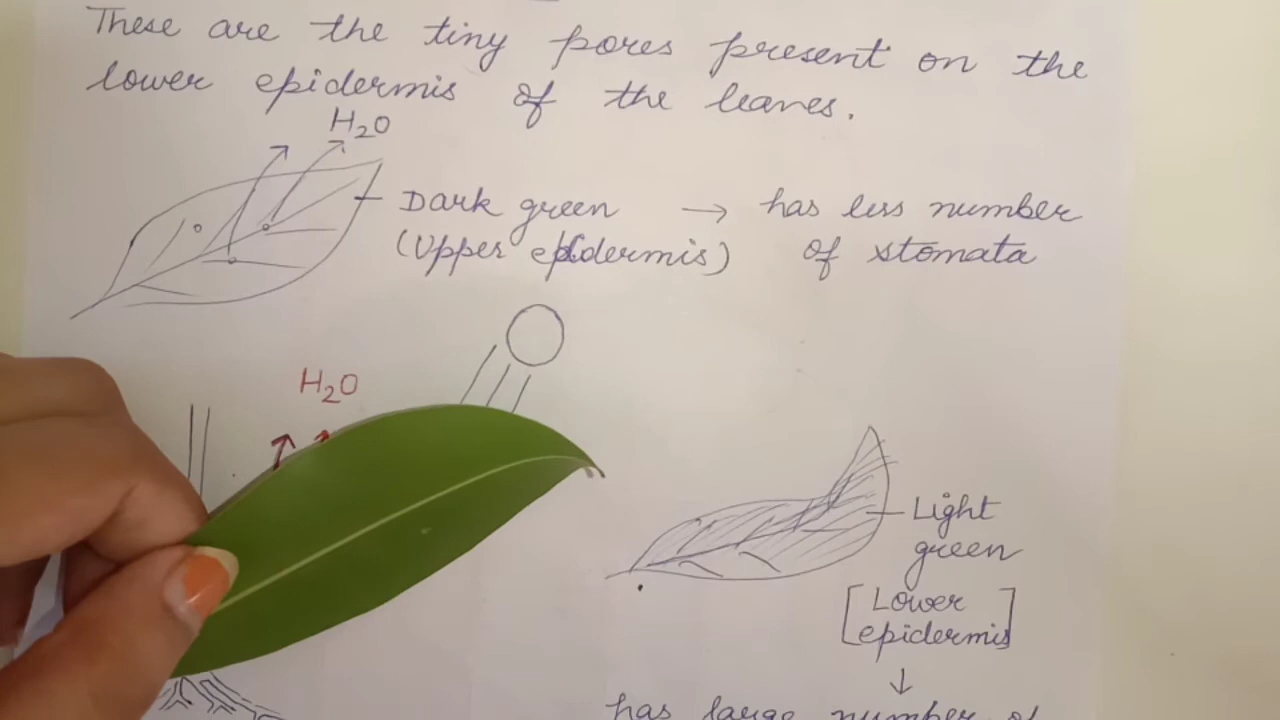 These are the tiny pores present on the
lower epidermis of the leaves.
H₂O
Dark green → has less number
(Upper epidermis) of stomata
H₂O
Light
green
[Lower
epidermis]
↓
has large number of